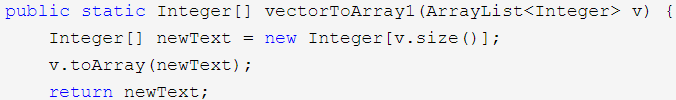 public static Integer[] vectorToArray1(ArrayList<Integer> v) {
    Integer[] newText = new Integer[v.size()];
    v.toArray(newText);
    return newText;